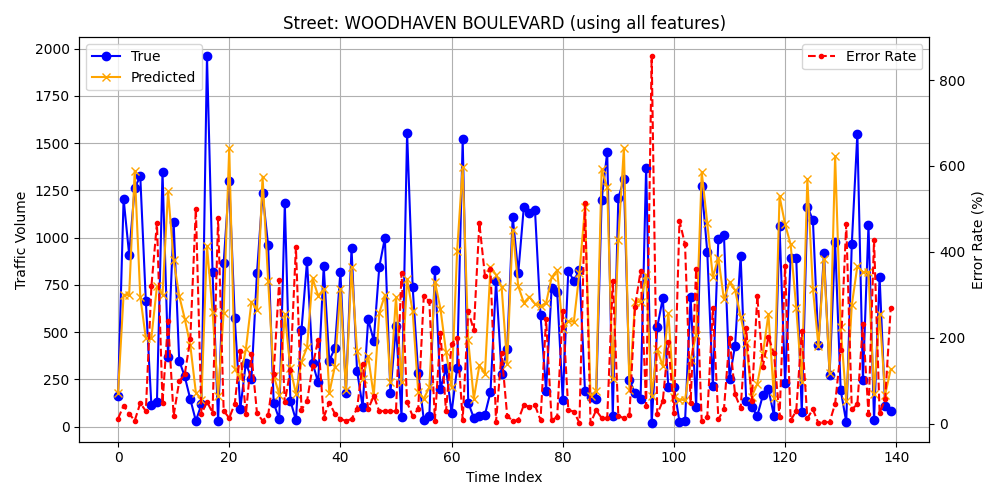 Street: WOODHAVEN BOULEVARD (using all features)
True
Predicted
Error Rate
2000
1750
1500
1250
1000
750
500
250
0
Traffic Volume
800
600
400
200
0
Error Rate (%)
0 20 40 60 80 100 120 140
Time Index